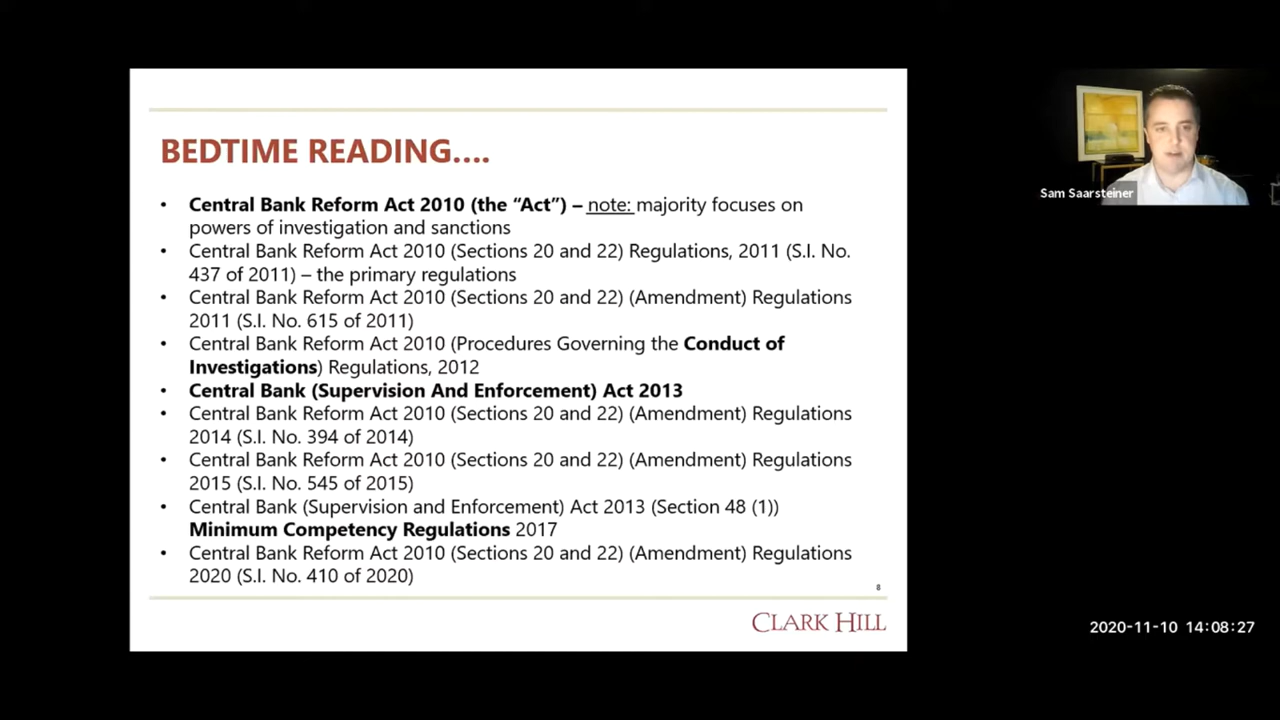 BEDTIME READING....
• Central Bank Reform Act 2010 (the “Act”) – note: majority focuses on
powers of investigation and sanctions
• Central Bank Reform Act 2010 (Sections 20 and 22) Regulations, 2011 (S.I. No.
437 of 2011) – the primary regulations
• Central Bank Reform Act 2010 (Sections 20 and 22) (Amendment) Regulations
2011 (S.I. No. 615 of 2011)
• Central Bank Reform Act 2010 (Procedures Governing the Conduct of
Investigations) Regulations, 2012
• Central Bank (Supervision And Enforcement) Act 2013
• Central Bank Reform Act 2010 (Sections 20 and 22) (Amendment) Regulations
2014 (S.I. No. 394 of 2014)
• Central Bank Reform Act 2010 (Sections 20 and 22) (Amendment) Regulations
2015 (S.I. No. 545 of 2015)
• Central Bank (Supervision and Enforcement) Act 2013 (Section 48 (1))
Minimum Competency Regulations 2017
• Central Bank Reform Act 2010 (Sections 20 and 22) (Amendment) Regulations
2020 (S.I. No. 410 of 2020)
8
CLARK HILL
Sam Saarsteiner
2020-11-10 14:08:27